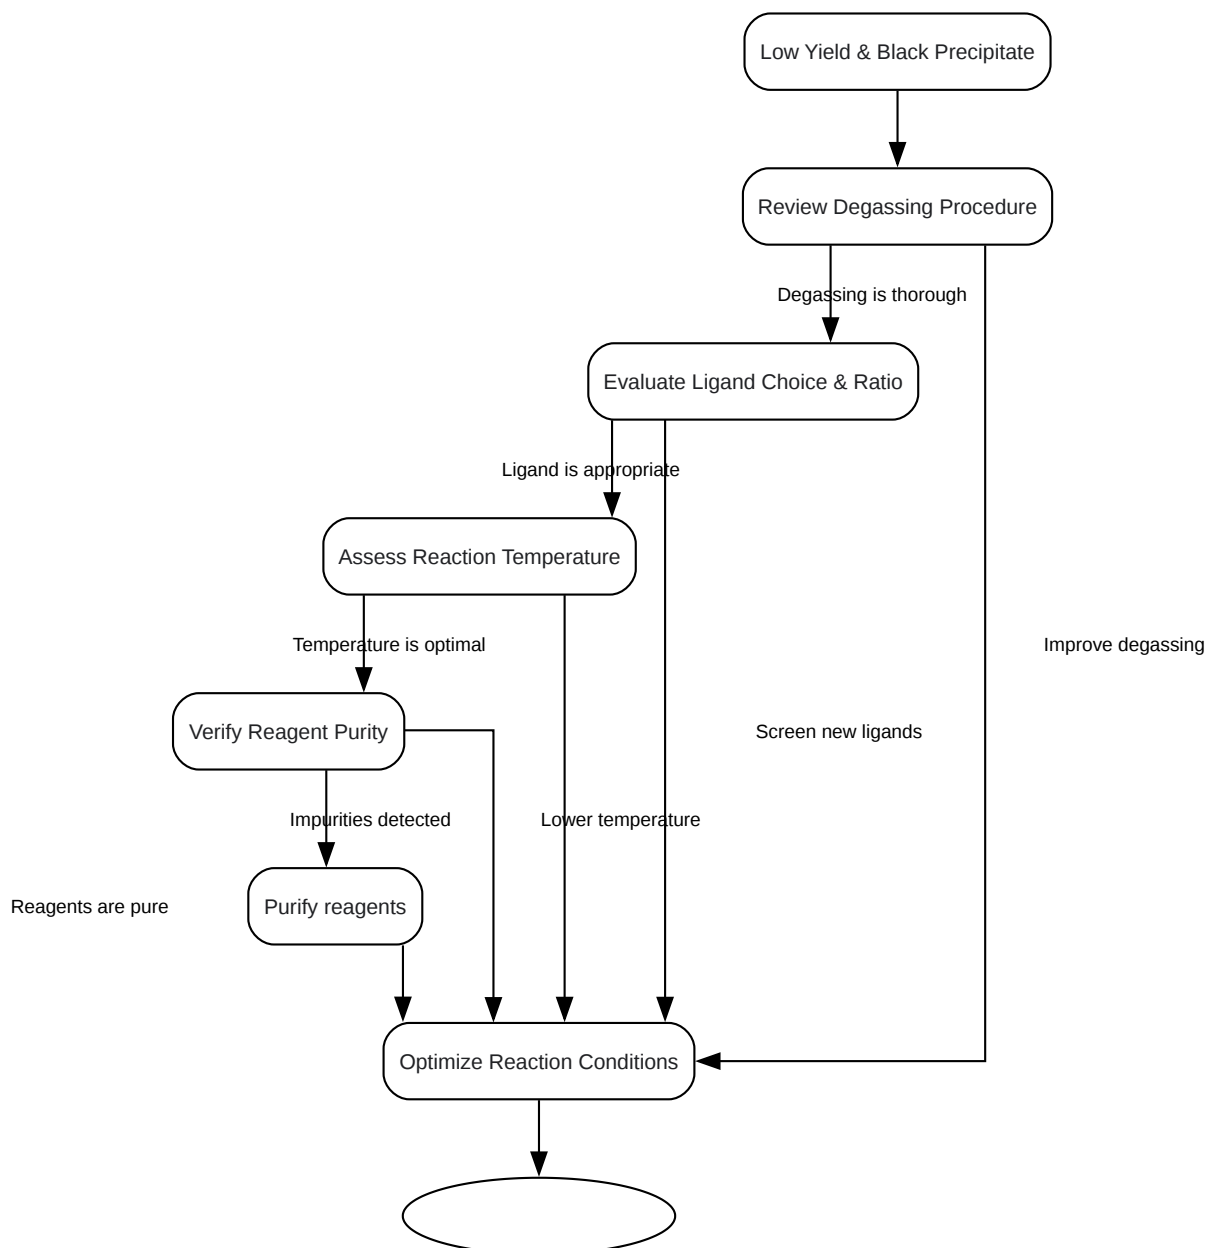 Low Yield & Black Precipitate
Review Degassing Procedure
Degassing is thorough
Evaluate Ligand Choice & Ratio
Ligand is appropriate
Assess Reaction Temperature
Temperature is optimal
Improve degassing
Verify Reagent Purity
Screen new ligands
Impurities detected
Lower temperature
Reagents are pure
Purify reagents
Optimize Reaction Conditions